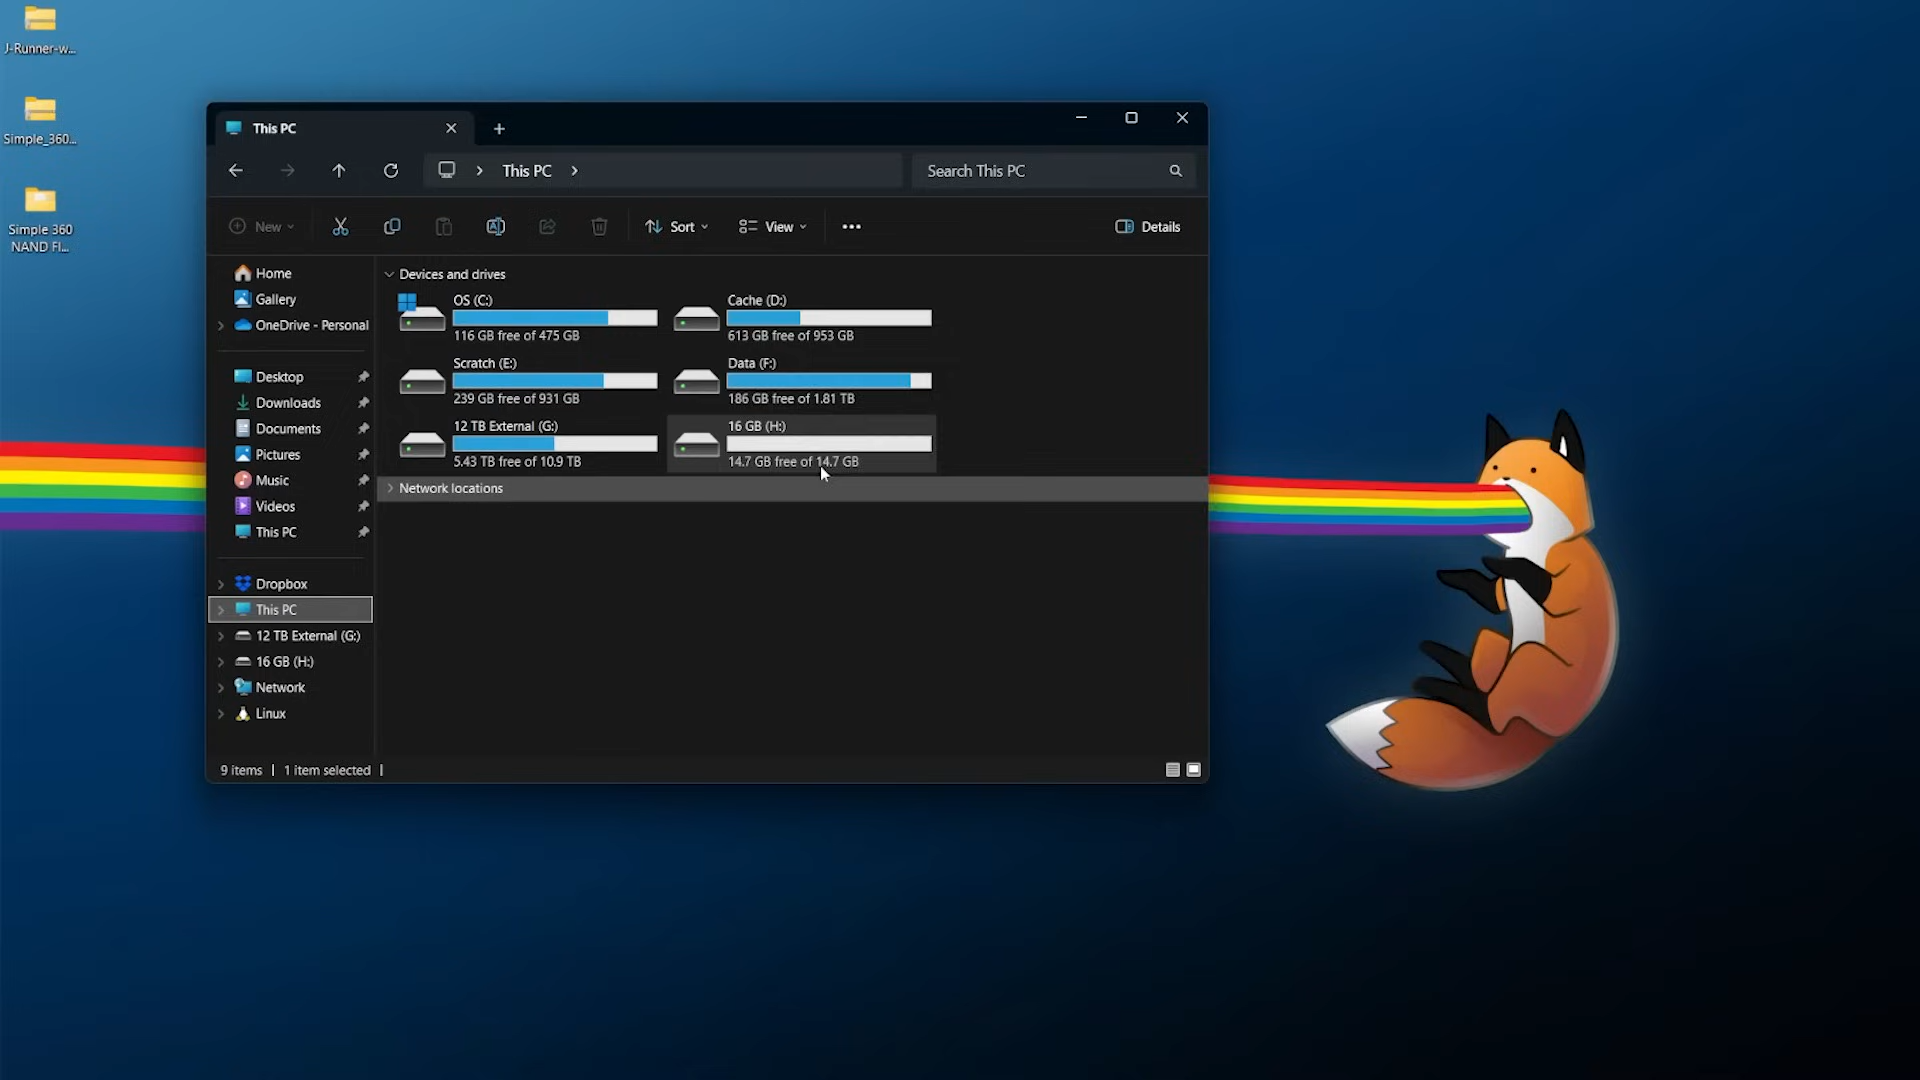 J-Runner-w...
Simple_360...
Simple 360
NAND Fl...
This PC
This PC
Search This PC
New
Sort
View
Details
Home
Gallery
OneDrive - Personal
Desktop
Downloads
Documents
Pictures
Music
Videos
This PC
Dropbox
This PC
12 TB External (G:)
16 GB (H:)
Network
Linux
Devices and drives
OS (C:)
116 GB free of 475 GB
Cache (D:)
613 GB free of 953 GB
Scratch (E:)
239 GB free of 931 GB
Data (F:)
186 GB free of 1.81 TB
12 TB External (G:)
5.43 TB free of 10.9 TB
16 GB (H:)
14.7 GB free of 14.7 GB
Network locations
9 items
1 item selected